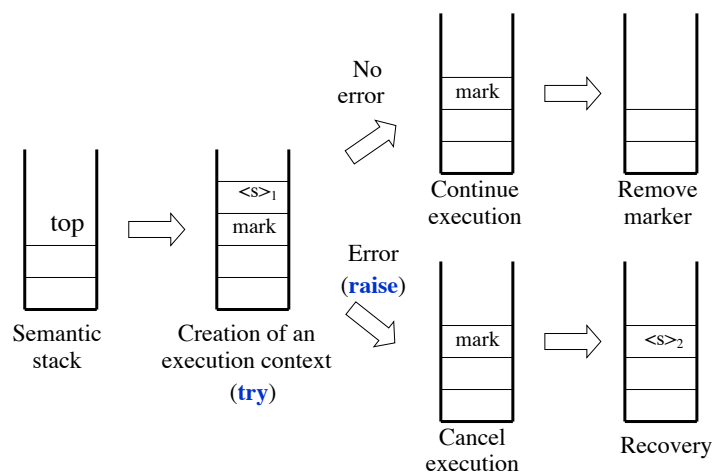 top
Semantic
stack
<s>₁
mark
Creation of an
execution context
(try)
No
error
mark
Continue
execution
Remove
marker
Error
(raise)
mark
Cancel
execution
<s>₂
Recovery